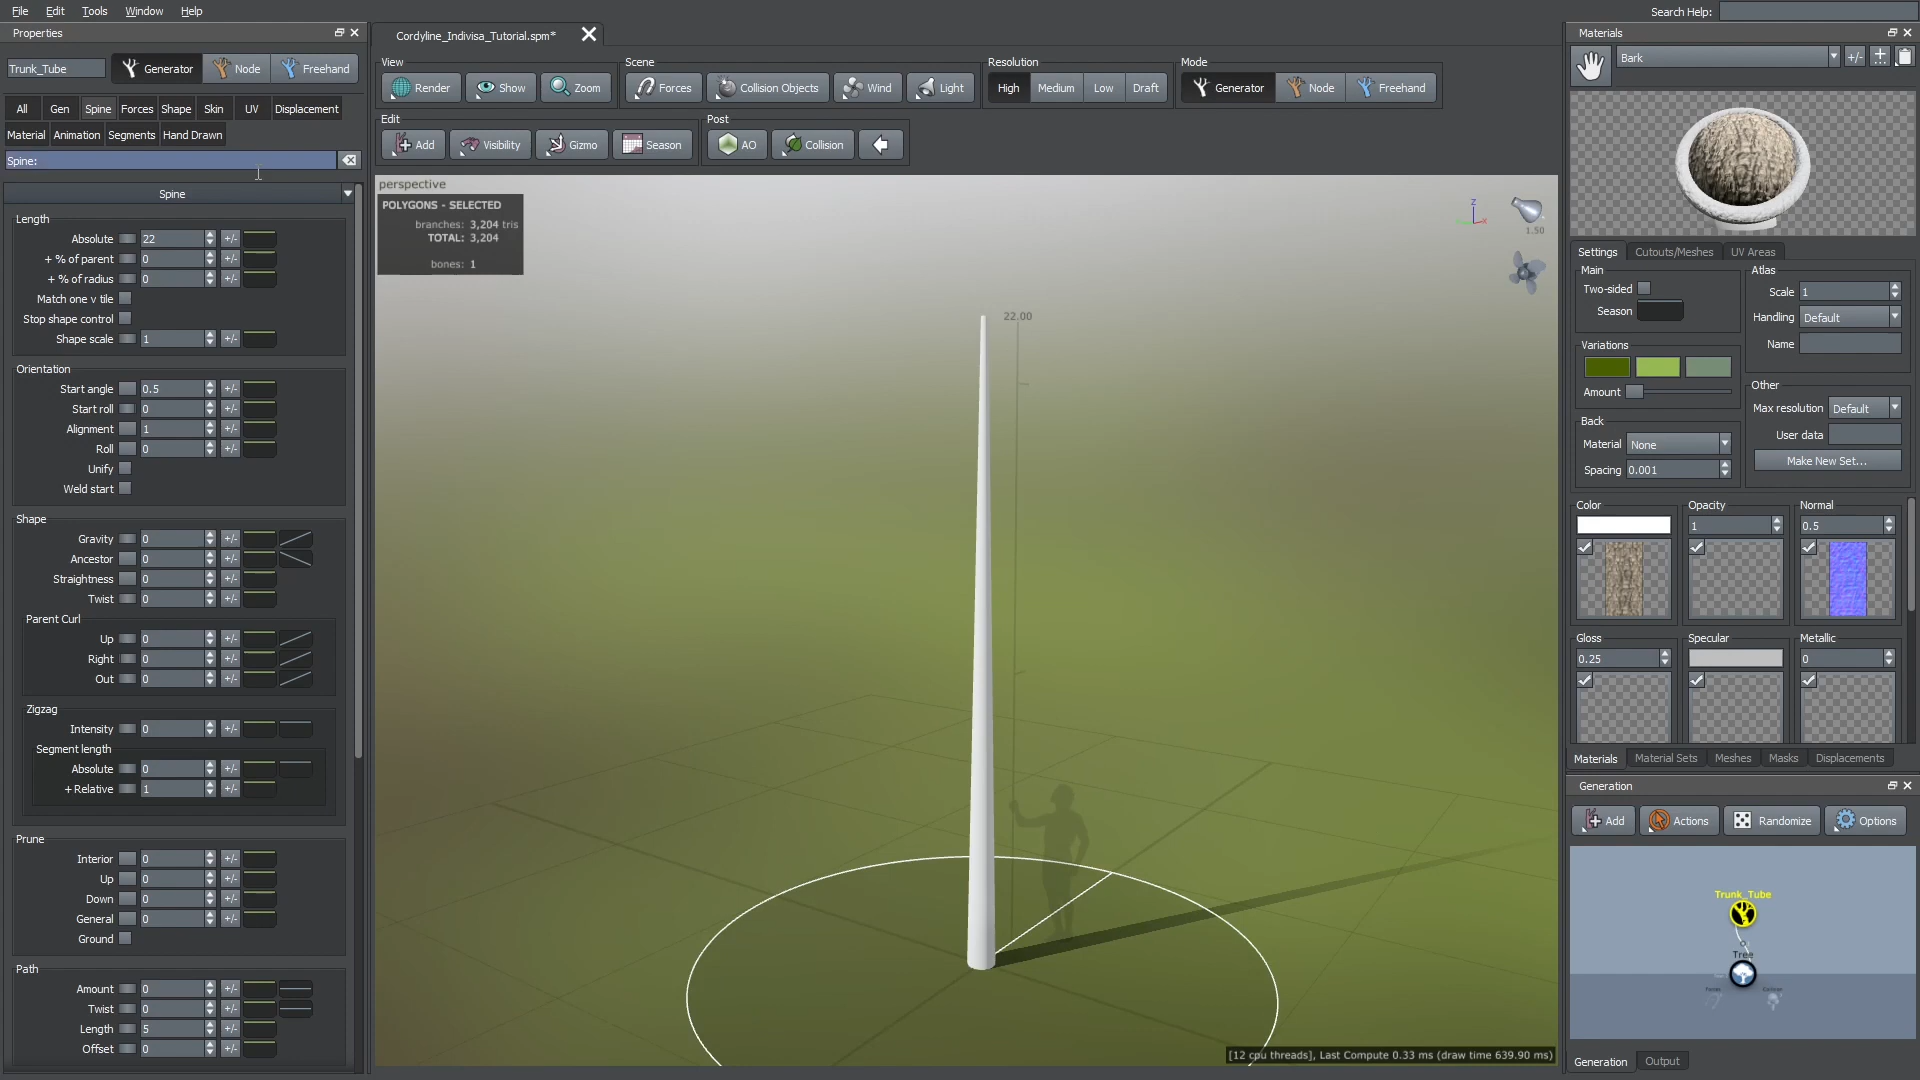 File Edit Tools Window Help
Search Help:
Properties
Cordyline_Indivisa_Tutorial.spm*
Materials
Trunk_Tube Generator Node Freehand
View Scene Resolution Mode
Render Show Zoom Forces Collision Objects Wind Light High Medium Low Draft Generator Node Freehand
Bark +/-
All Gen Spine Forces Shape Skin UV Displacement
Material Animation Segments Hand Drawn
Edit Post
Add Visibility Gizmo Season AO Collision
Spine:
Spine
Length
Absolute 22 +/-
+ % of parent 0 +/-
+ % of radius 0 +/-
Match one v tile
Stop shape control
Shape scale 1 +/-
Orientation
Start angle 0.5 +/-
Start roll 0 +/-
Alignment 1 +/-
Roll 0 +/-
Unify
Weld start
Shape
Gravity 0 +/-
Ancestor 0 +/-
Straightness 0 +/-
Twist 0 +/-
Parent Curl
Up 0 +/-
Right 0 +/-
Out 0 +/-
Zigzag
Intensity 0 +/-
Segment length
Absolute 0 +/-
+ Relative 1 +/-
Prune
Interior 0 +/-
Up 0 +/-
Down 0 +/-
General 0 +/-
Ground
Path
Amount 0 +/-
Twist 0 +/-
Length 5 +/-
Offset 0 +/-
perspective
POLYGONS - SELECTED
branches: 3,204 tris
TOTAL: 3,204
bones: 1
z
x
1.50
22.00
[12 cpu threads], Last Compute 0.33 ms (draw time 639.90 ms)
Settings Cutouts/Meshes UV Areas
Main
Two-sided
Season
Atlas
Scale 1
Handling Default
Name
Variations
Amount
Other
Max resolution Default
User data
Make New Set...
Back
Material None
Spacing 0.001
Color Opacity Normal
1 0.5
Gloss Specular Metallic
0.25 0
Materials Material Sets Meshes Masks Displacements
Generation
Add Actions Randomize Options
Trunk_Tube
Tree
Generation Output